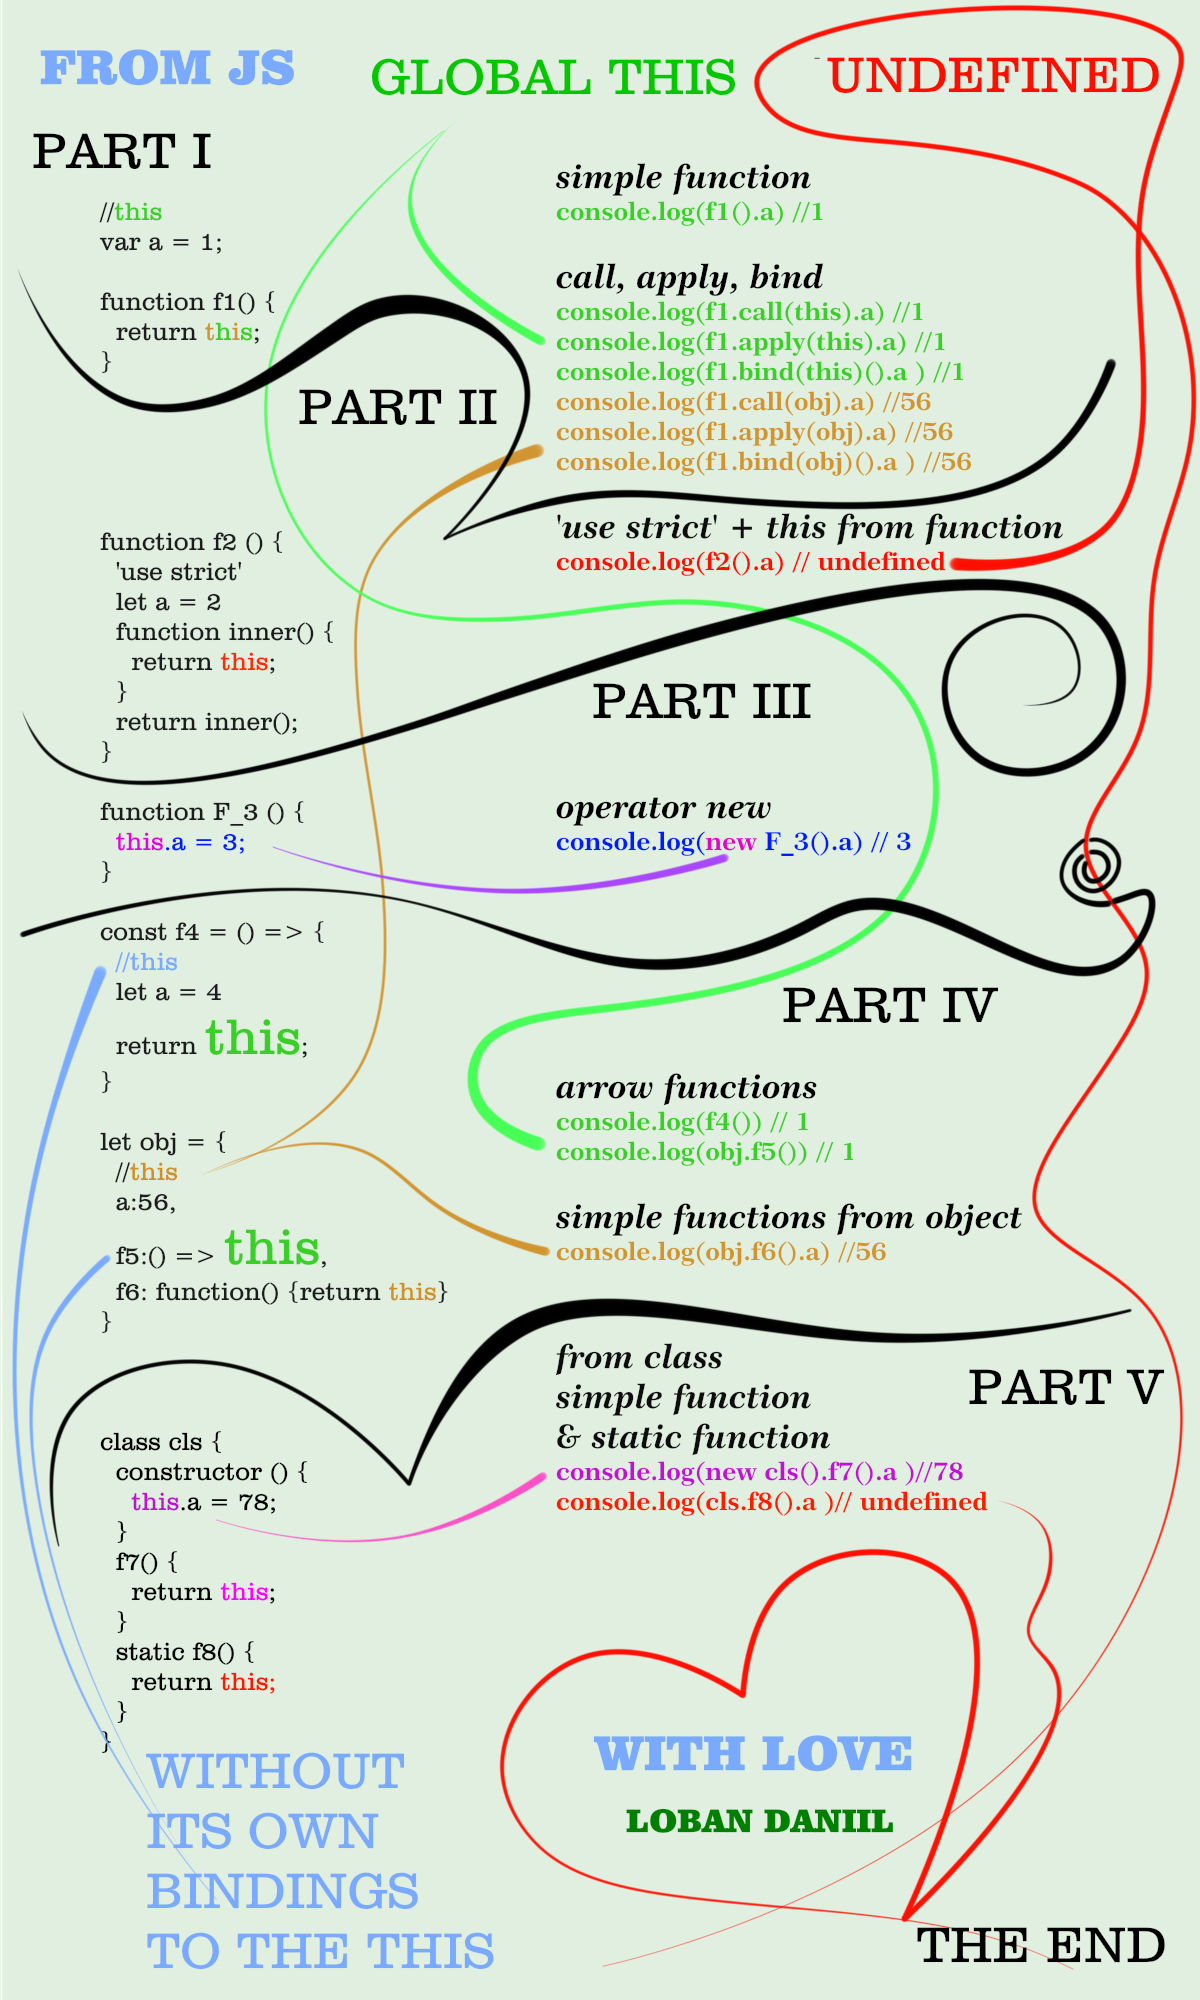 FROM JS
GLOBAL THIS
- UNDEFINED
PART I
//this
var a = 1;
function f1() {
return this;
}
simple function
console.log(f1().a) //1
call, apply, bind
console.log(f1.call(this).a) //1
console.log(f1.apply(this).a) //1
console.log(f1.bind(this)().a ) //1
console.log(f1.call(obj).a) //56
console.log(f1.apply(obj).a) //56
console.log(f1.bind(obj)().a ) //56
PART II
function f2 () {
'use strict'
let a = 2
function inner() {
return this;
}
return inner();
}
'use strict' + this from function
console.log(f2().a) // undefined
PART III
function F_3 () {
this.a = 3;
}
operator new
console.log(new F_3().a) // 3
const f4 = () => {
//this
let a = 4
return this;
}
PART IV
let obj = {
//this
a:56,
f5:() => this,
f6: function() {return this}
}
arrow functions
console.log(f4()) // 1
console.log(obj.f5()) // 1
simple functions from object
console.log(obj.f6().a) //56
PART V
class cls {
constructor () {
this.a = 78;
}
f7() {
return this;
}
static f8() {
return this;
}
}
from class
simple function
& static function
console.log(new cls().f7().a )//78
console.log(cls.f8().a )// undefined
WITHOUT
ITS OWN
BINDINGS
TO THE THIS
WITH LOVE
LOBAN DANIIL
THE END